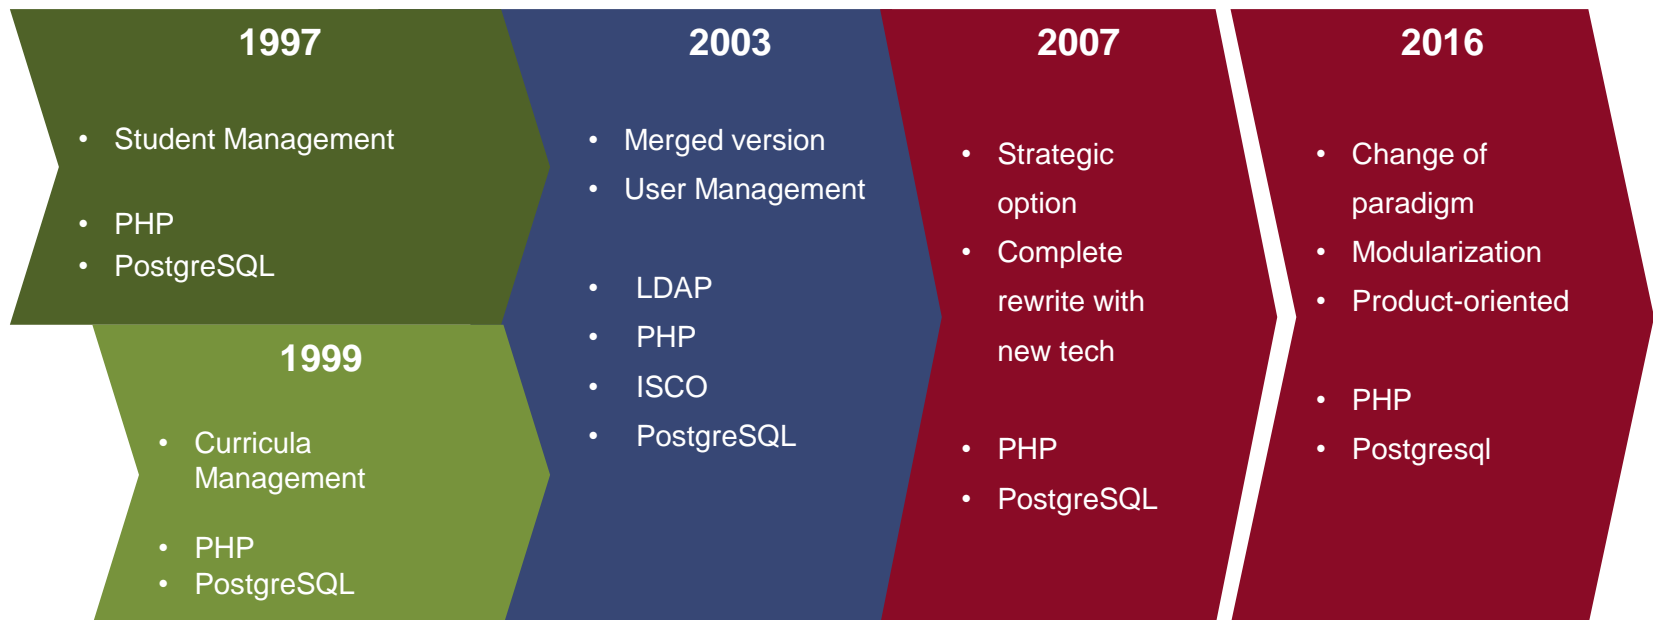 1997
• Student Management
• PHP
• PostgreSQL
1999
• Curricula
Management
• PHP
• PostgreSQL
2003
• Merged version
• User Management
• LDAP
• PHP
• ISCO
• PostgreSQL
2007
• Strategic
option
• Complete
rewrite with
new tech
• PHP
• PostgreSQL
2016
• Change of
paradigm
• Modularization
• Product-oriented
• PHP
• Postgresql